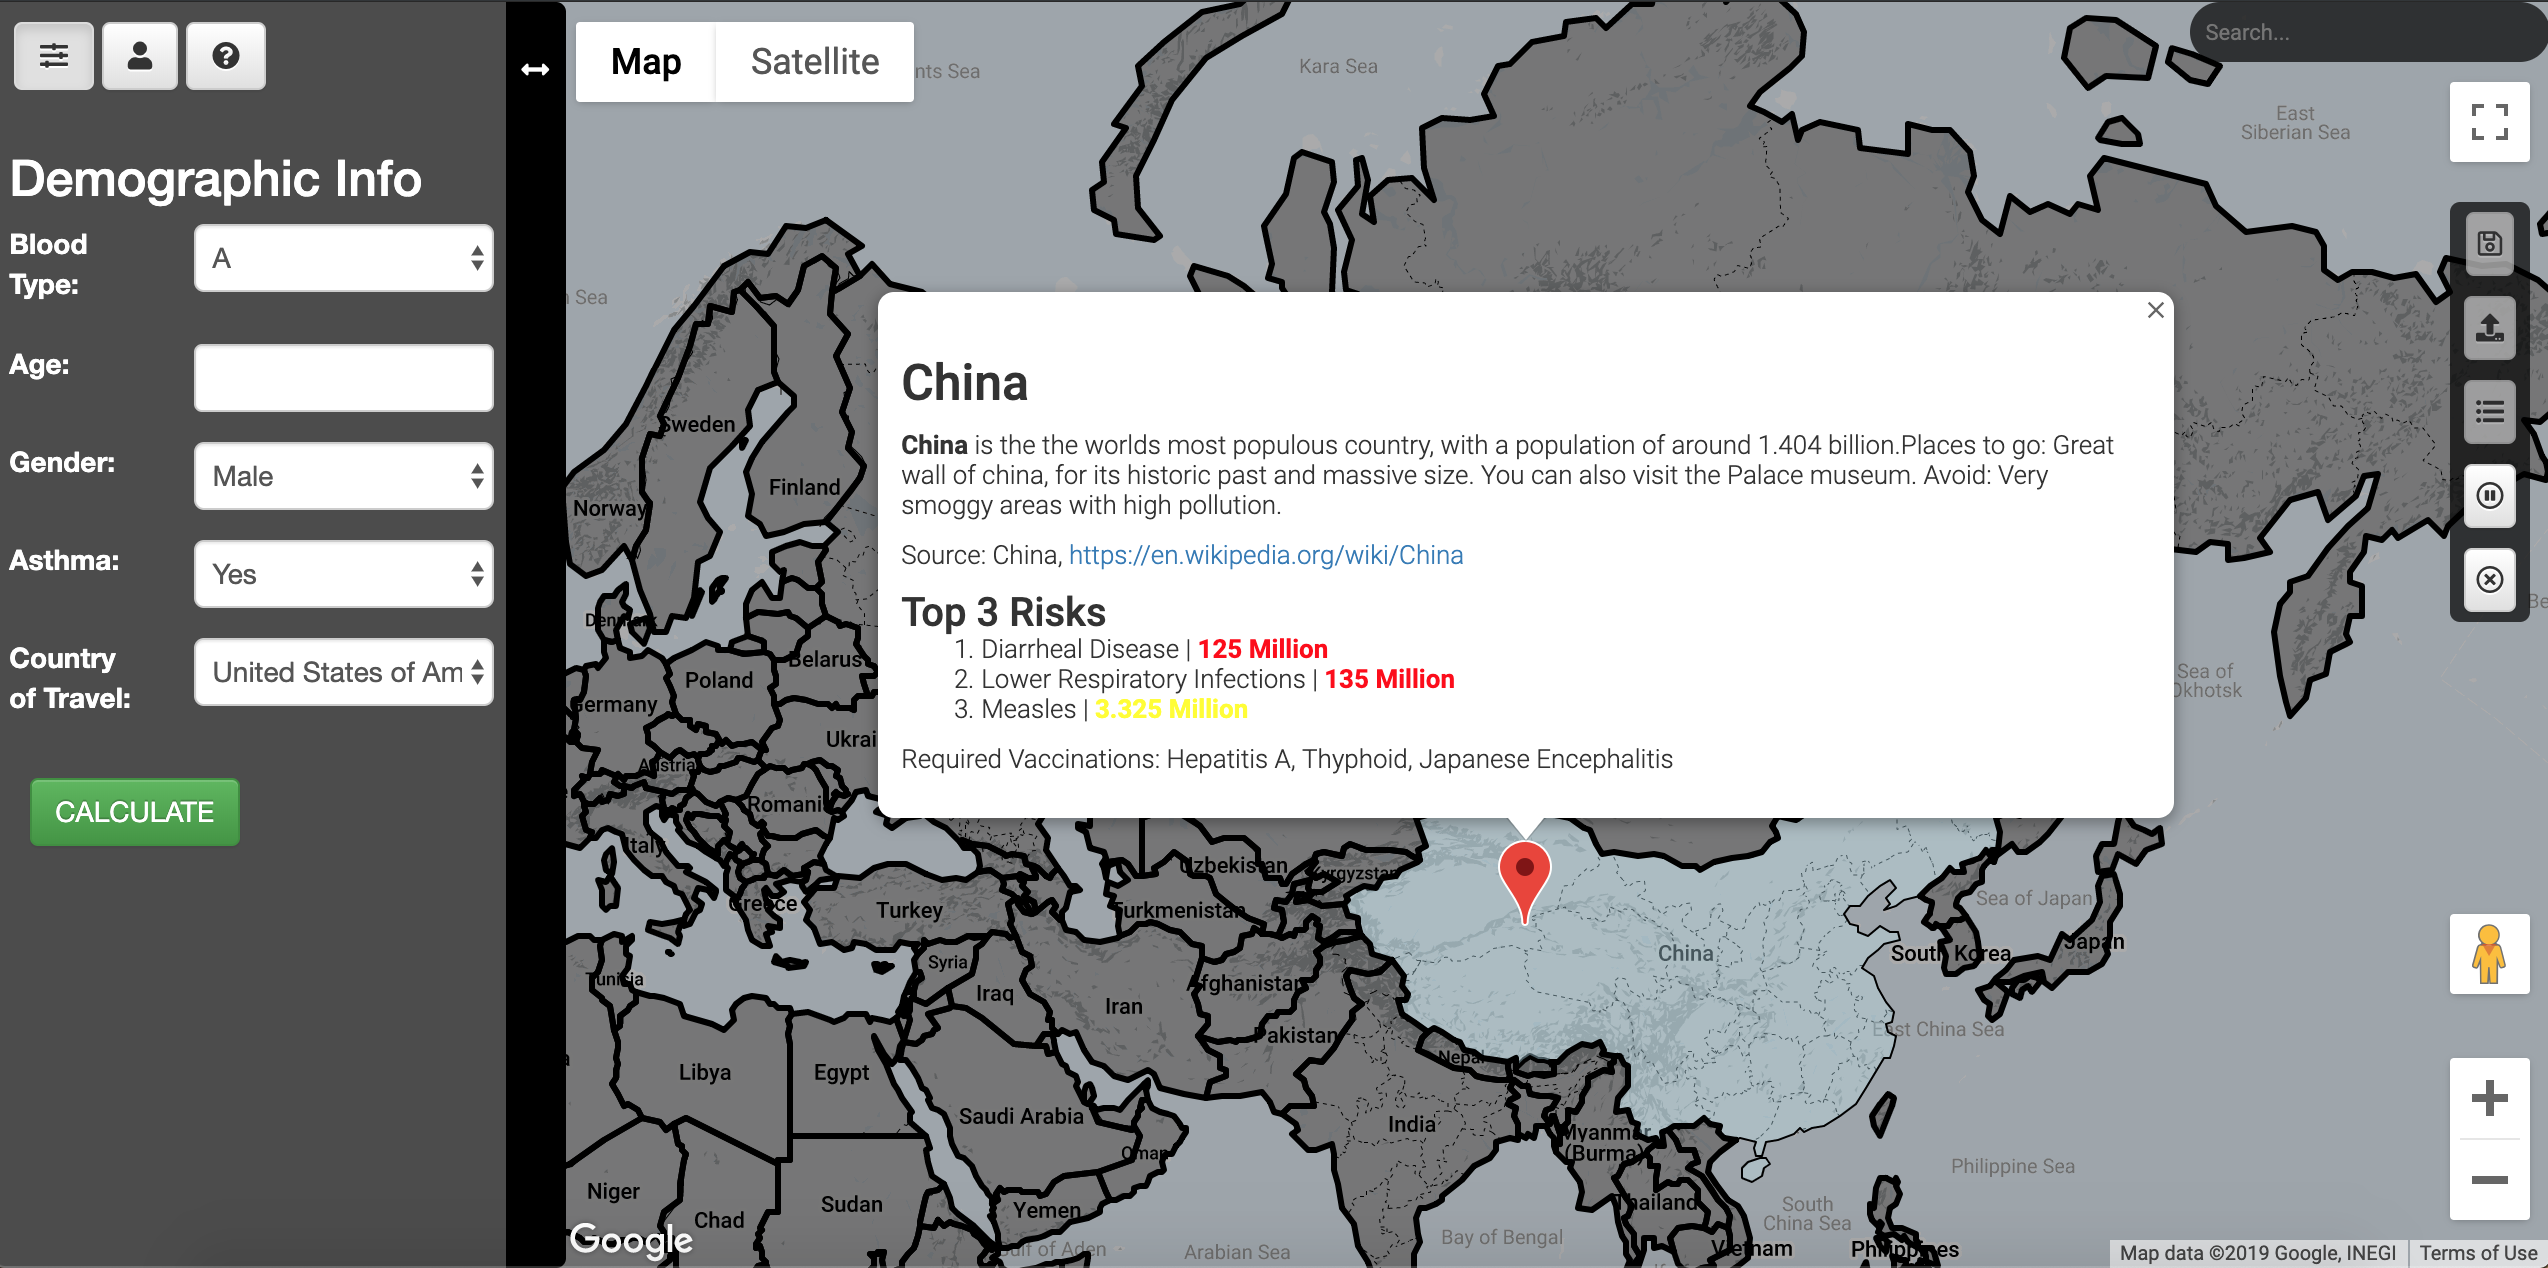 Map
Satellite
nts Sea
Kara Sea
Search...
East
Siberian Sea
Demographic Info
Blood
Type:
A
Age:
Gender:
Male
Asthma:
Yes
Country
of Travel:
United States of Am
CALCULATE
Sea
Sweden
Finland
Norway
Denmark
Belarus
Poland
Germany
Ukrai
Austria
Romania
Italy
Greece
Turkey
China
China is the the worlds most populous country, with a population of around 1.404 billion.Places to go: Great
wall of china, for its historic past and massive size. You can also visit the Palace museum. Avoid: Very
smoggy areas with high pollution.
Source: China, https://en.wikipedia.org/wiki/China
Top 3 Risks
1. Diarrheal Disease | 125 Million
2. Lower Respiratory Infections | 135 Million
3. Measles | 3.325 Million
Required Vaccinations: Hepatitis A, Thyphoid, Japanese Encephalitis
Be
Sea of
Okhotsk
Uzbekistan
Kyrgyzstan
Turkmenistan
Sea of Japan
China
South Korea
Japan
Syria
Tunisia
Iraq
Iran
Afghanistan
Pakistan
East China Sea
Nepal
Libya
Egypt
Saudi Arabia
India
Myanmar
(Burma)
Oman
Philippine Sea
Niger
Chad
Sudan
Yemen
Thailand
South
China Sea
Google
Gulf of Aden
Arabian Sea
Bay of Bengal
Vietnam
Philippines
Map data ©2019 Google, INEGI
Terms of Use